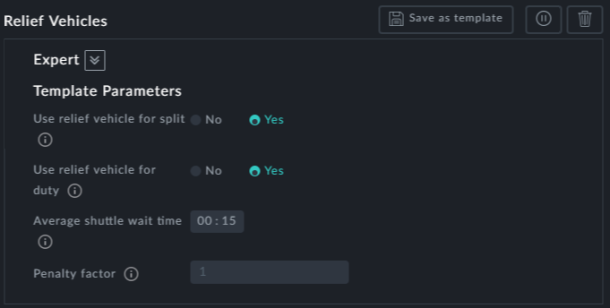 Relief Vehicles
Save as template
Expert
Template Parameters
Use relief vehicle for split
No
Yes
Use relief vehicle for
duty
No
Yes
Average shuttle wait time
00 : 15
Penalty factor
1